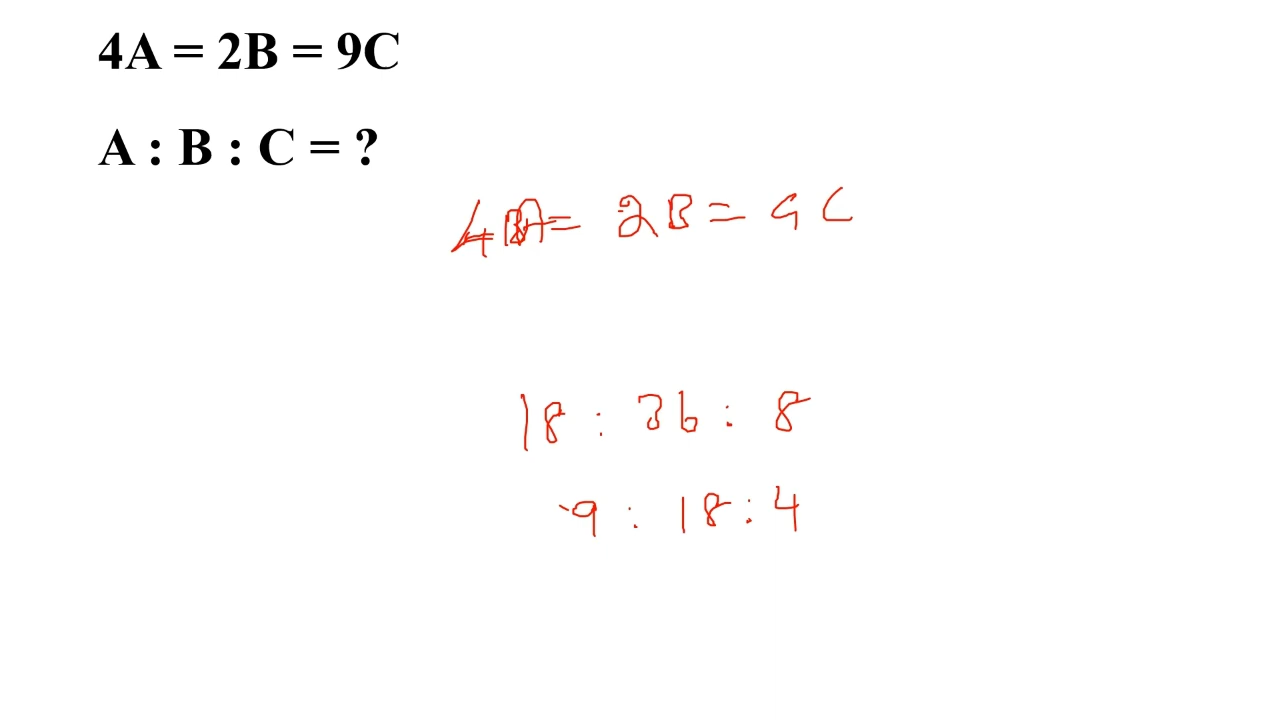 4A = 2B = 9C
A : B : C = ?
4A = 2B = 9C
18 : 36 : 8
9 : 18 : 4